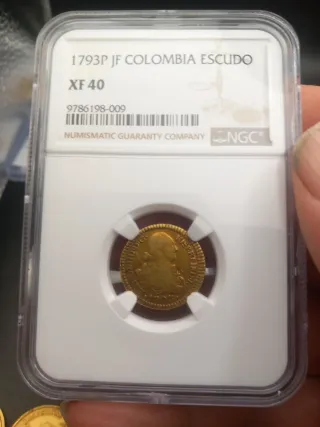 1793P JF COLOMBIA ESCUDO
XF 40
9786198-009
NUMISMATIC GUARANTY COMPANY
NGC